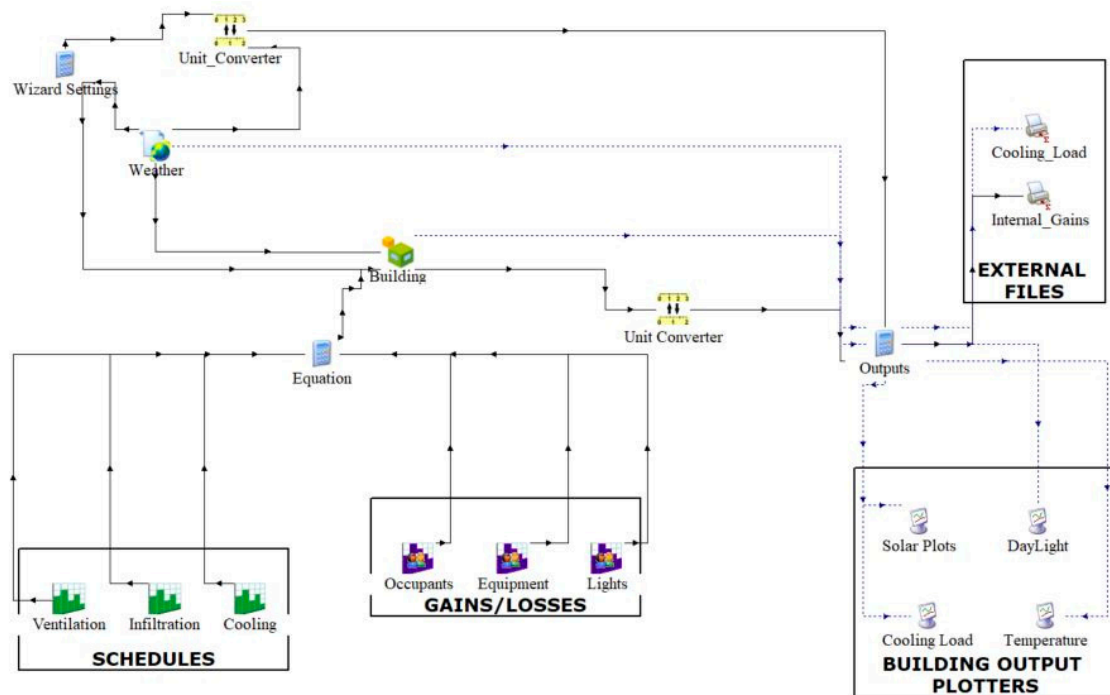 Unit_Converter
Wizard Settings
Weather
Cooling_Load
Internal_Gains
EXTERNAL
FILES
Building
Unit Converter
Equation
Outputs
Solar Plots
DayLight
Occupants
Equipment
Lights
GAINS/LOSSES
Ventilation
Infiltration
Cooling
SCHEDULES
Cooling Load
Temperature
BUILDING OUTPUT
PLOTTERS